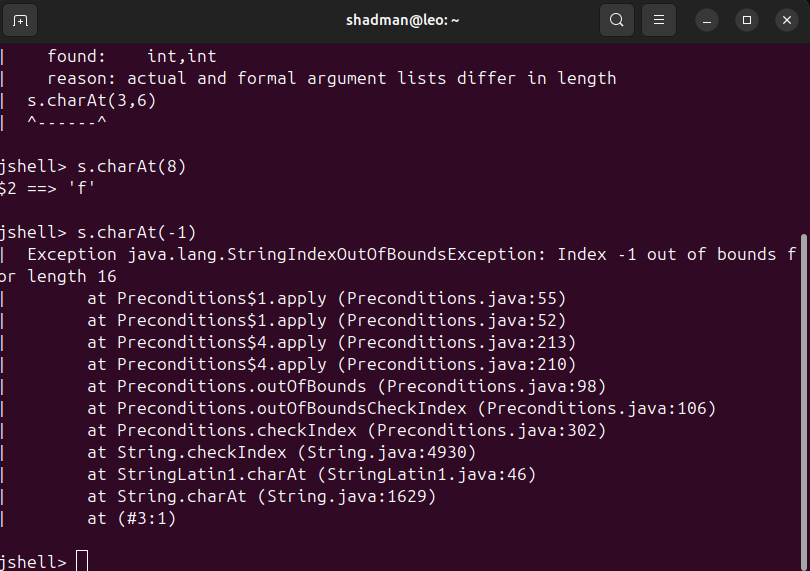 shadman@leo: ~
|    found:    int,int
|    reason: actual and formal argument lists differ in length
|  s.charAt(3,6)
|  ^------^
jshell> s.charAt(8)
$2 ==> 'f'
jshell> s.charAt(-1)
|  Exception java.lang.StringIndexOutOfBoundsException: Index -1 out of bounds f
or length 16
|        at Preconditions$1.apply (Preconditions.java:55)
|        at Preconditions$1.apply (Preconditions.java:52)
|        at Preconditions$4.apply (Preconditions.java:213)
|        at Preconditions$4.apply (Preconditions.java:210)
|        at Preconditions.outOfBounds (Preconditions.java:98)
|        at Preconditions.outOfBoundsCheckIndex (Preconditions.java:106)
|        at Preconditions.checkIndex (Preconditions.java:302)
|        at String.checkIndex (String.java:4930)
|        at StringLatin1.charAt (StringLatin1.java:46)
|        at String.charAt (String.java:1629)
|        at (#3:1)
jshell>